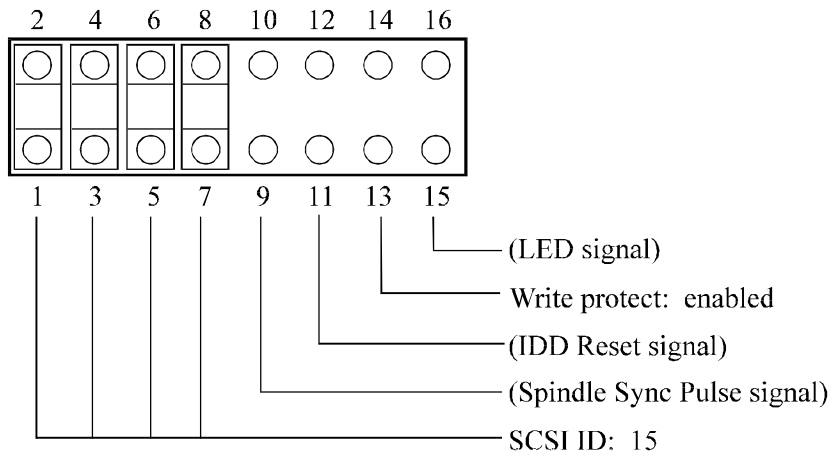 2 4 6 8 10 12 14 16
1 3 5 7 9 11 13 15
(LED signal)
Write protect: enabled
(IDD Reset signal)
(Spindle Sync Pulse signal)
SCSI ID: 15